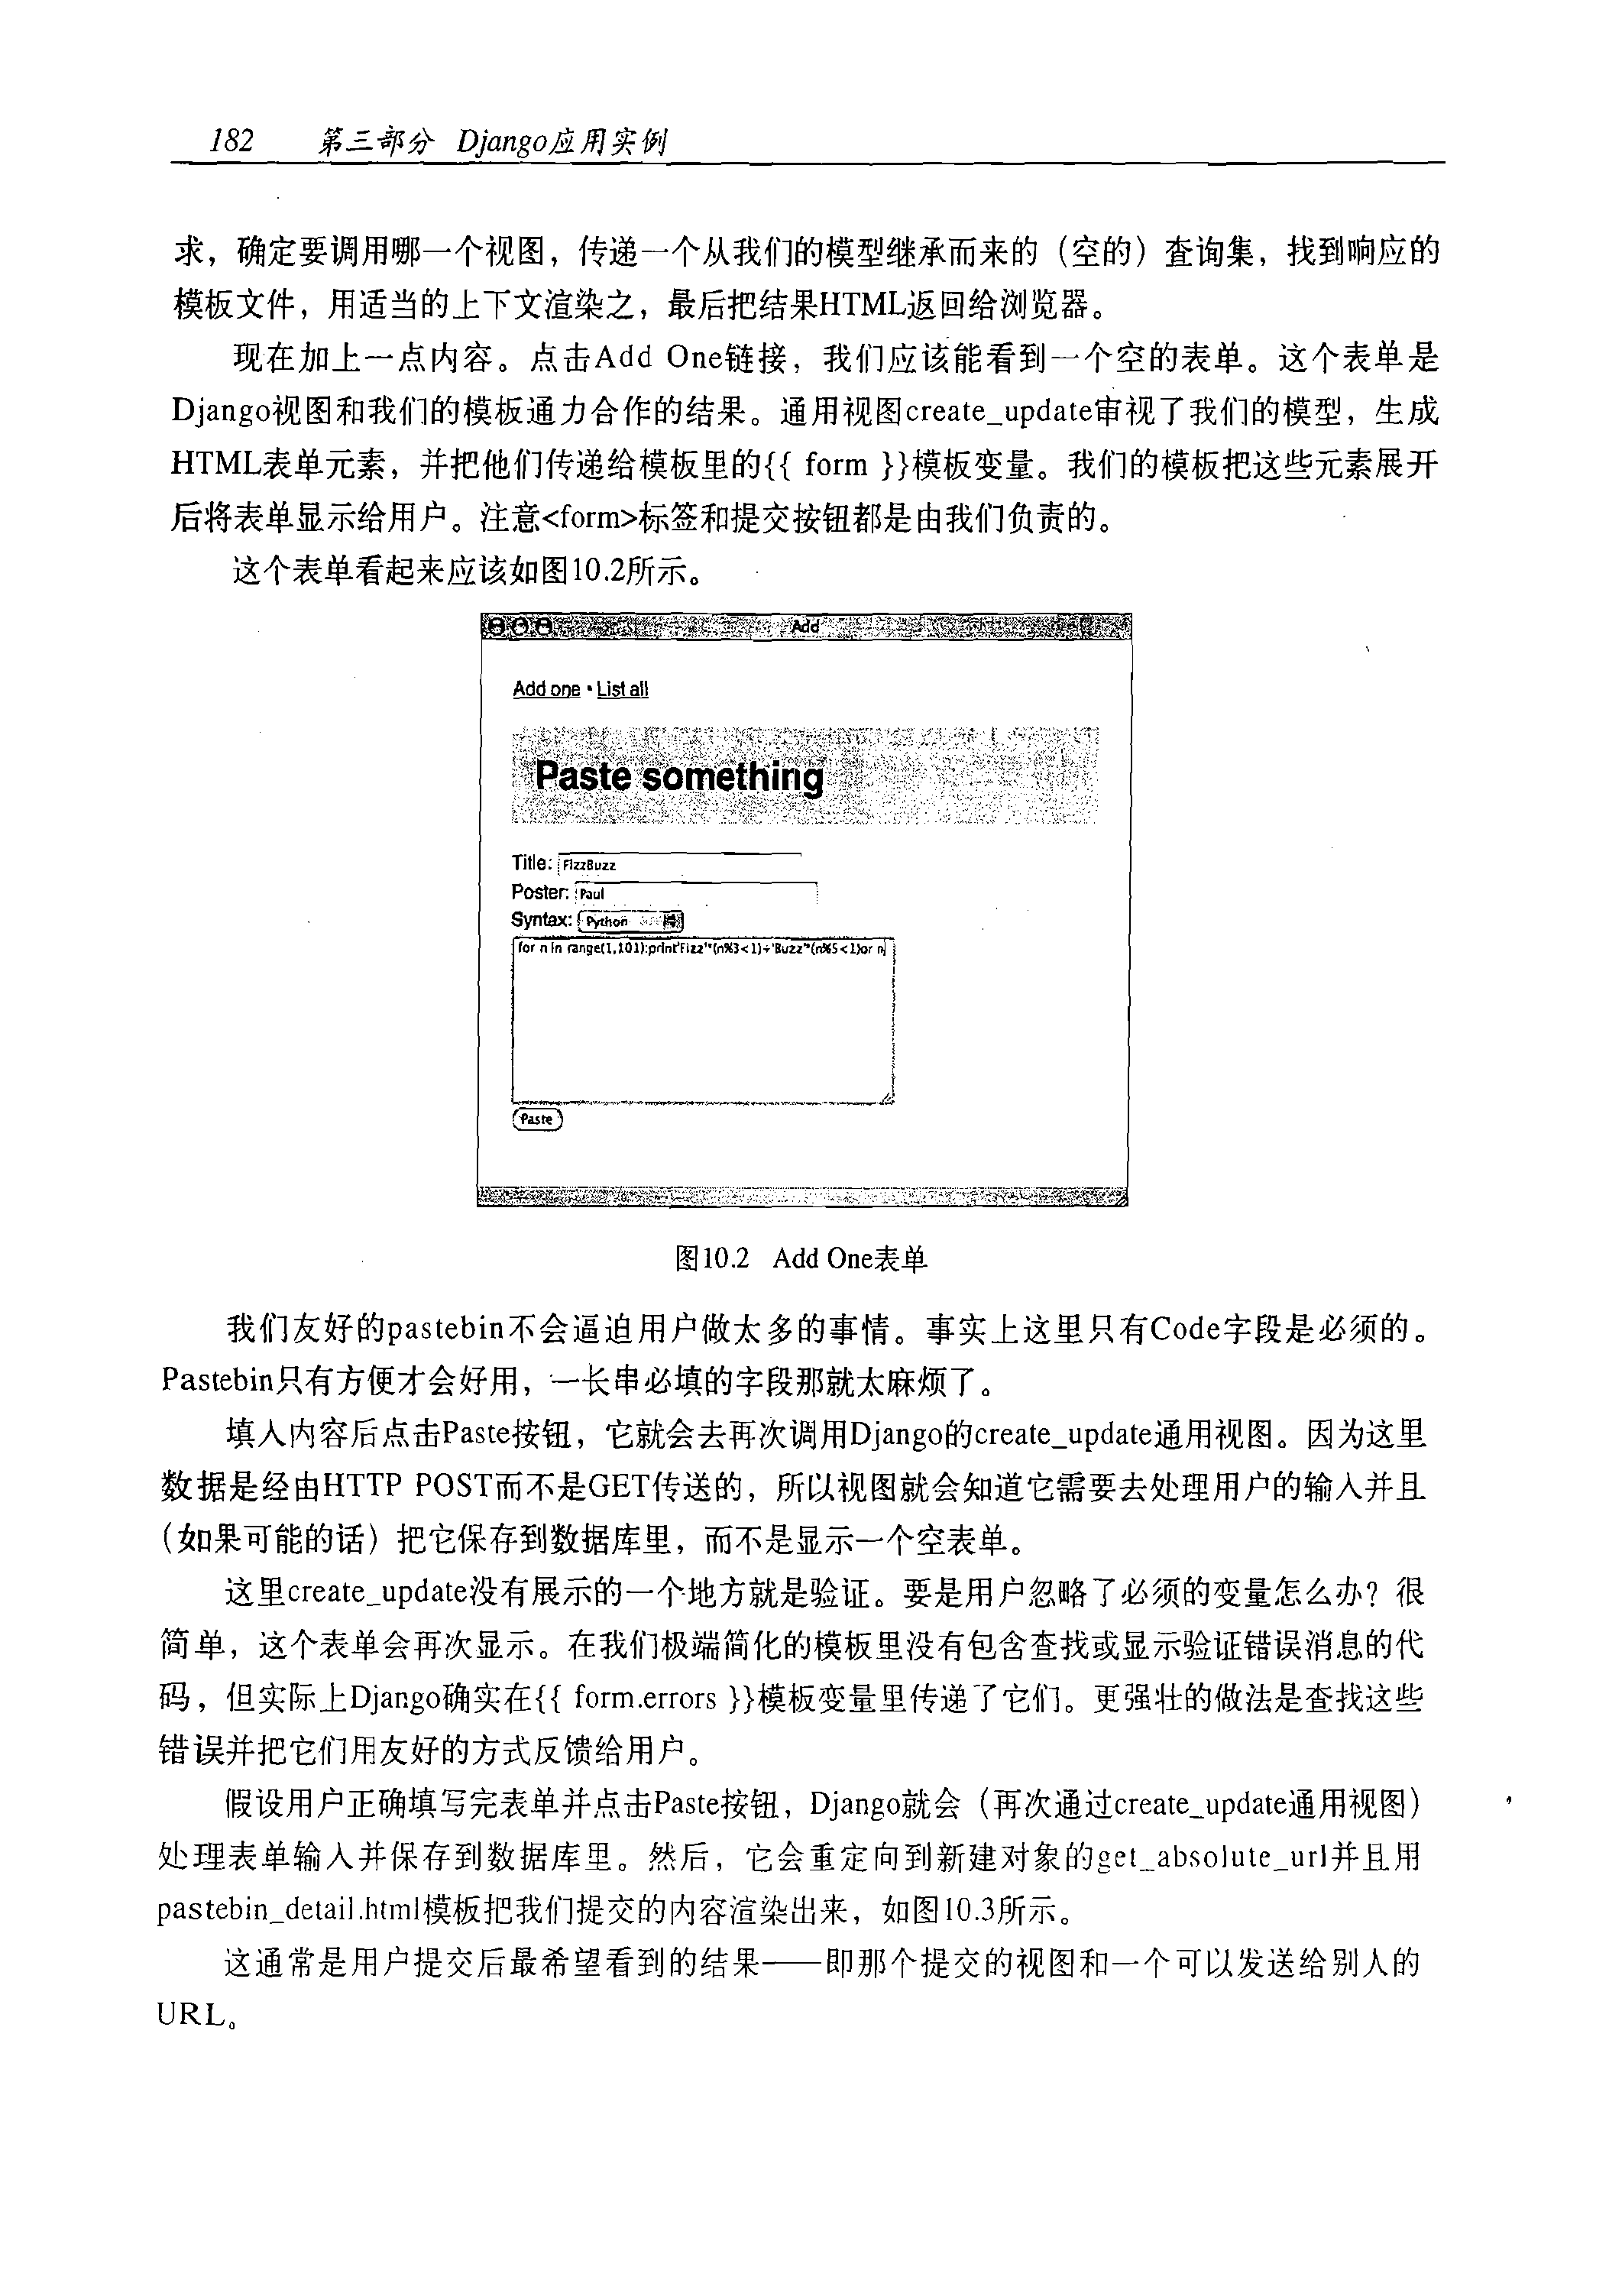 182 第三部分 Django应用实例
求，确定要调用哪一个视图，传递一个从我们的模型继承而来的（空的）查询集，找到响应的
模板文件，用适当的上下文渲染之，最后把结果HTML返回给浏览器。
现在加上一点内容。点击Add One链接，我们应该能看到一个空的表单。这个表单是
Django视图和我们的模板通力合作的结果。通用视图create_update审视了我们的模型，生成
HTML表单元素，并把他们传递给模板里的{{ form }}模板变量。我们的模板把这些元素展开
后将表单显示给用户。注意<form>标签和提交按钮都是由我们负责的。
这个表单看起来应该如图10.2所示。
Add
Add one • List all
Paste something
Title: FizzBuzz
Poster: Paul
Syntax: Python
for n in range(1,101):print'Fizz'*(n%3<1)+'Buzz'*(n%5<1)or n
Paste
图10.2 Add One表单
我们友好的pastebin不会逼迫用户做太多的事情。事实上这里只有Code字段是必须的。
Pastebin只有方便才会好用，一长串必填的字段那就太麻烦了。
填入内容后点击Paste按钮，它就会去再次调用Django的create_update通用视图。因为这里
数据是经由HTTP POST而不是GET传送的，所以视图就会知道它需要去处理用户的输入并且
（如果可能的话）把它保存到数据库里，而不是显示一个空表单。
这里create_update没有展示的一个地方就是验证。要是用户忽略了必须的变量怎么办？很
简单，这个表单会再次显示。在我们极端简化的模板里没有包含查找或显示验证错误消息的代
码，但实际上Django确实在{{ form.errors }}模板变量里传递了它们。更强壮的做法是查找这些
错误并把它们用友好的方式反馈给用户。
假设用户正确填写完表单并点击Paste按钮，Django就会（再次通过create_update通用视图）
处理表单输入并保存到数据库里。然后，它会重定向到新建对象的get_absolute_url并且用
pastebin_detail.html模板把我们提交的内容渲染出来，如图10.3所示。
这通常是用户提交后最希望看到的结果——即那个提交的视图和一个可以发送给别人的
URL。